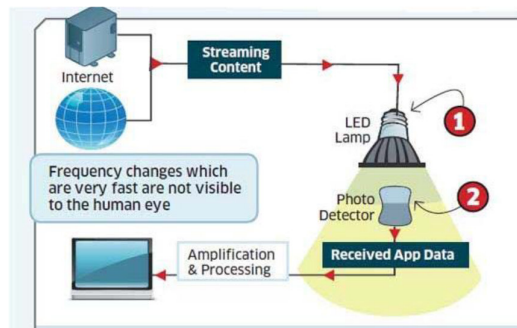 Streaming
Content
Internet
LED
Lamp
1
Frequency changes which
are very fast are not visible
to the human eye
Photo
Detector
2
Amplification
& Processing
Received App Data